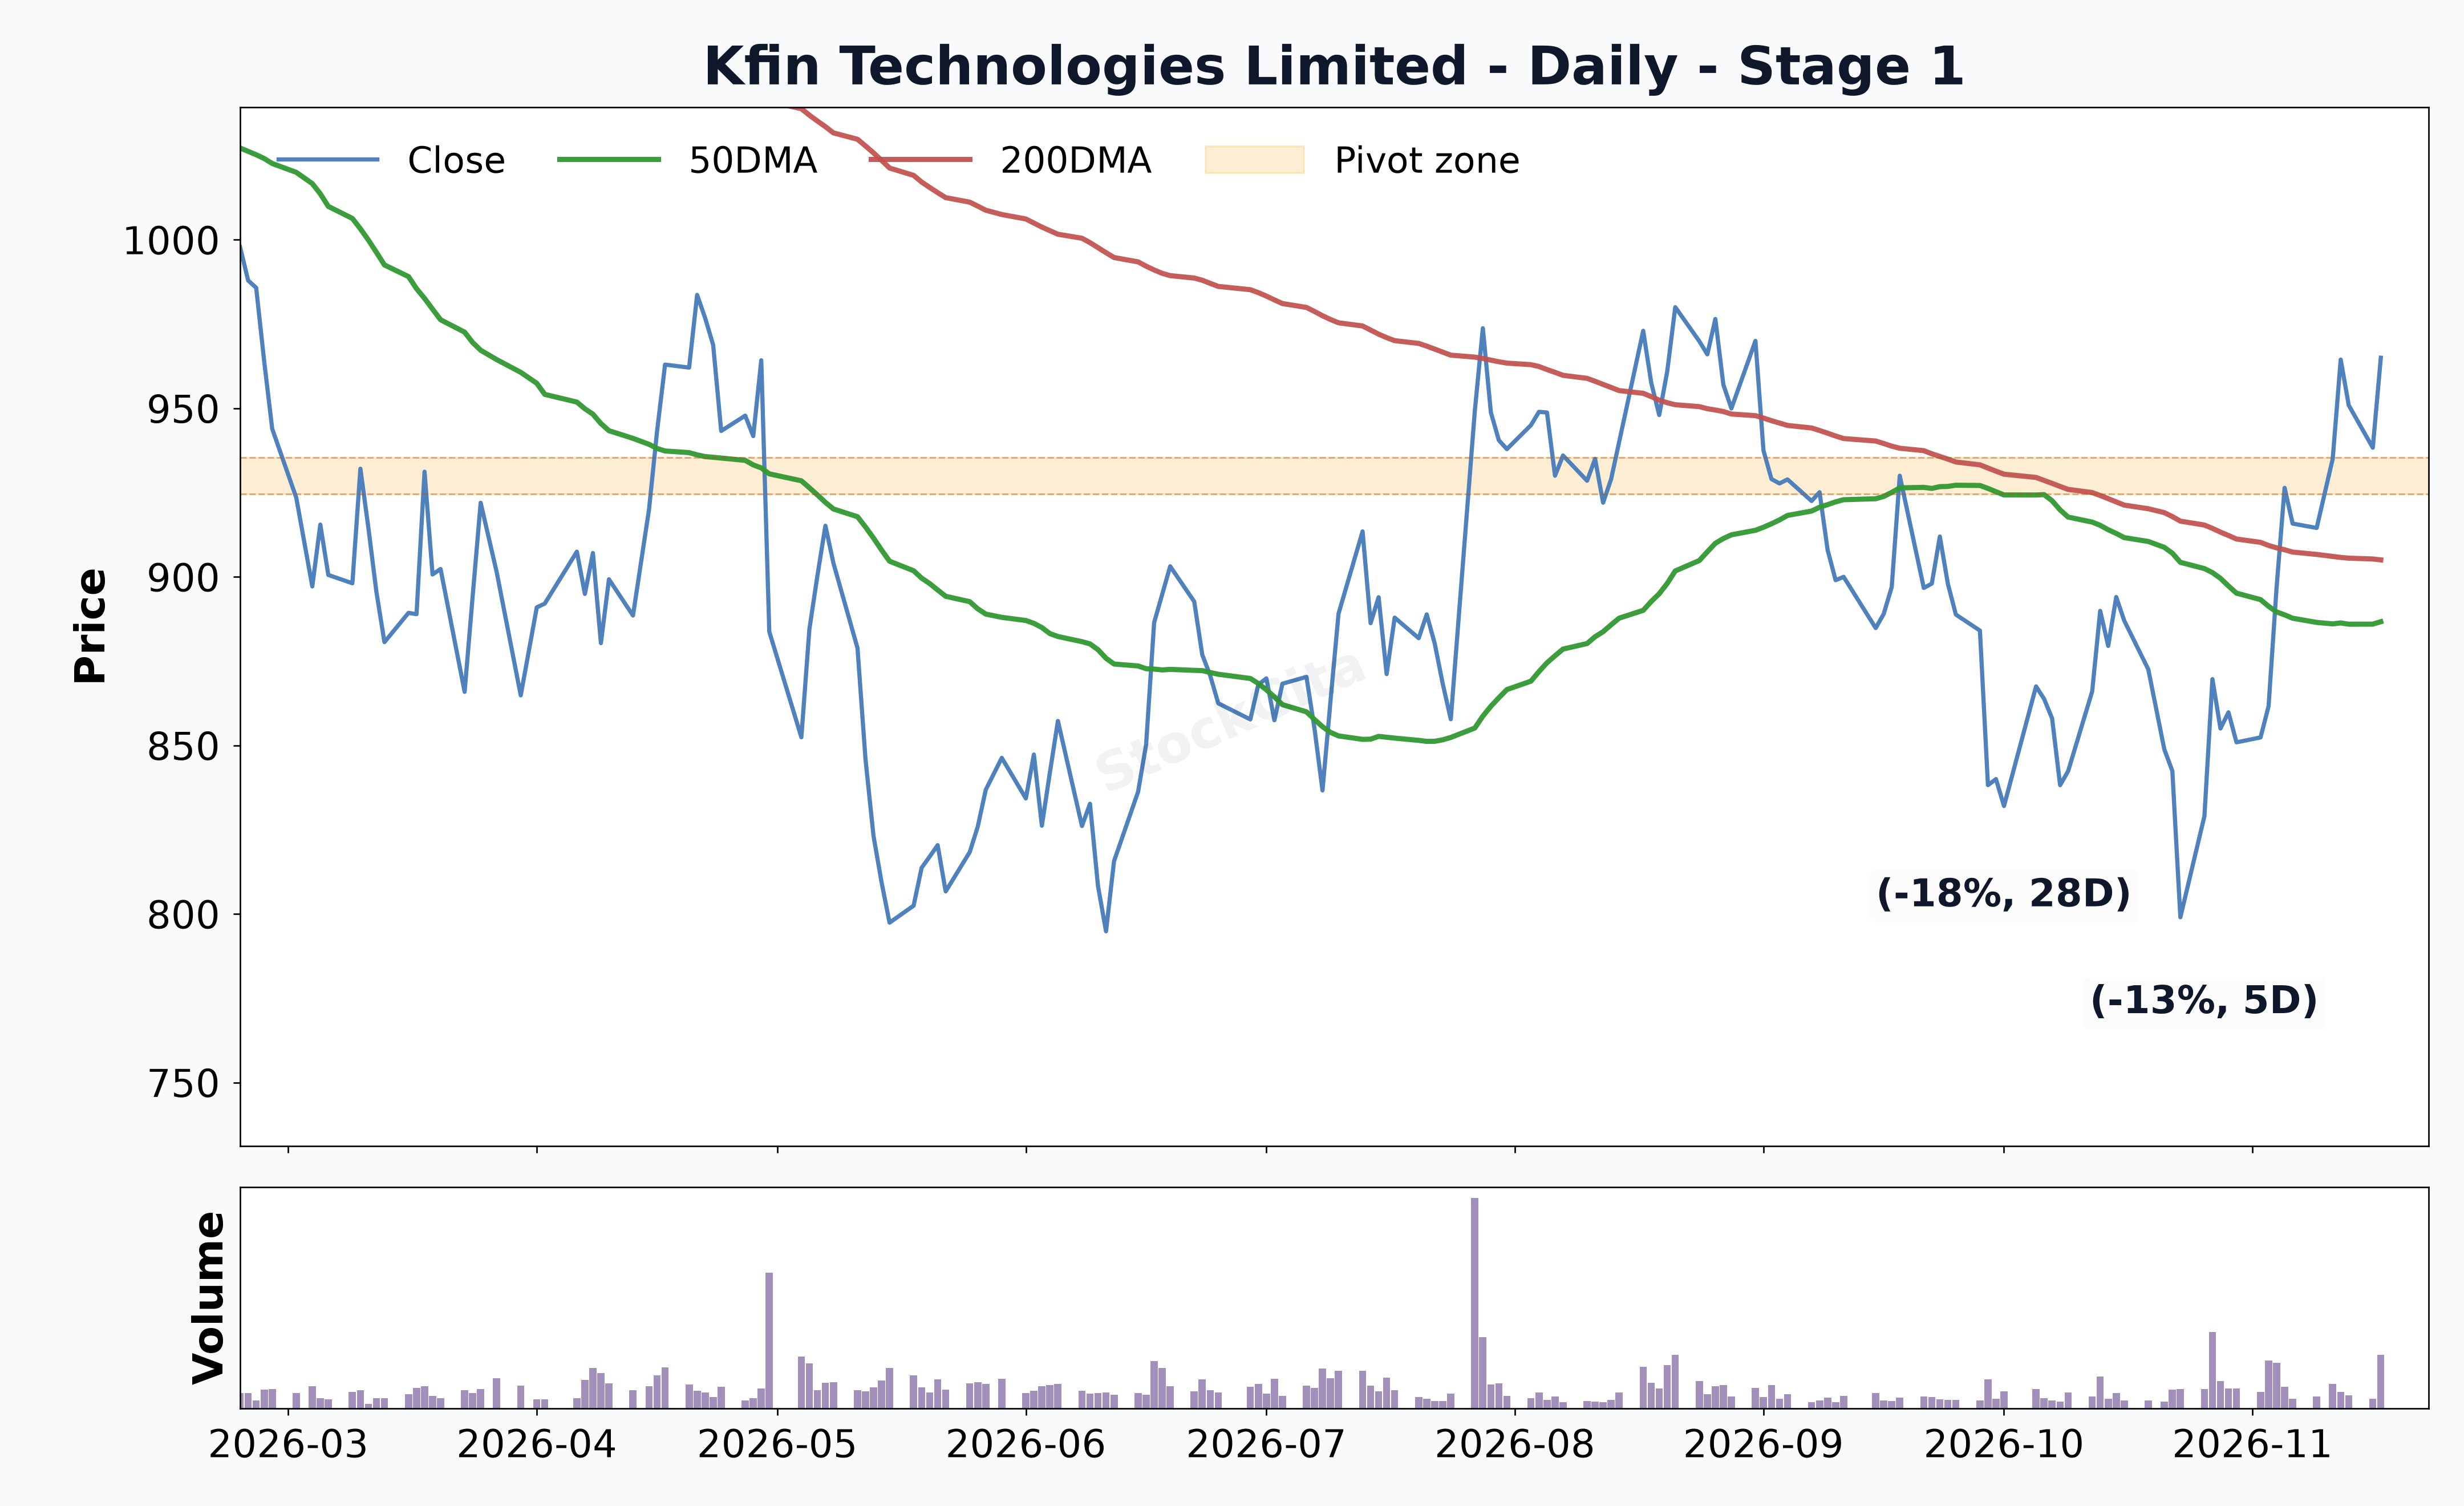 Kfin Technologies Limited - Daily - Stage 1
Close 50DMA 200DMA Pivot zone
Price
1000
950
900
850
800
750
(-18%, 28D)
(-13%, 5D)
Volume
2026-03 2026-04 2026-05 2026-06 2026-07 2026-08 2026-09 2026-10 2026-11